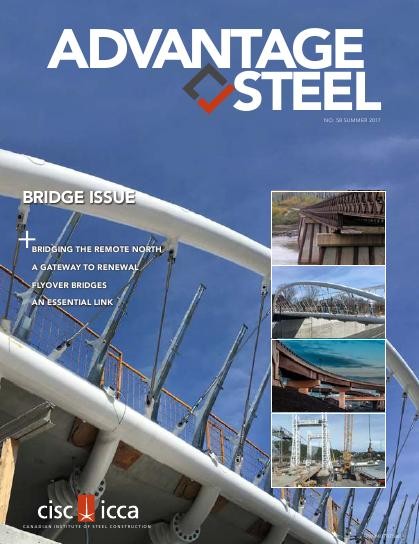 ADVANTAGE
STEEL
NO. 58 SUMMER 2017
BRIDGE ISSUE
+
BRIDGING THE REMOTE NORTH
A GATEWAY TO RENEWAL
FLYOVER BRIDGES
AN ESSENTIAL LINK
cisc icca
CANADIAN INSTITUTE OF STEEL CONSTRUCTION